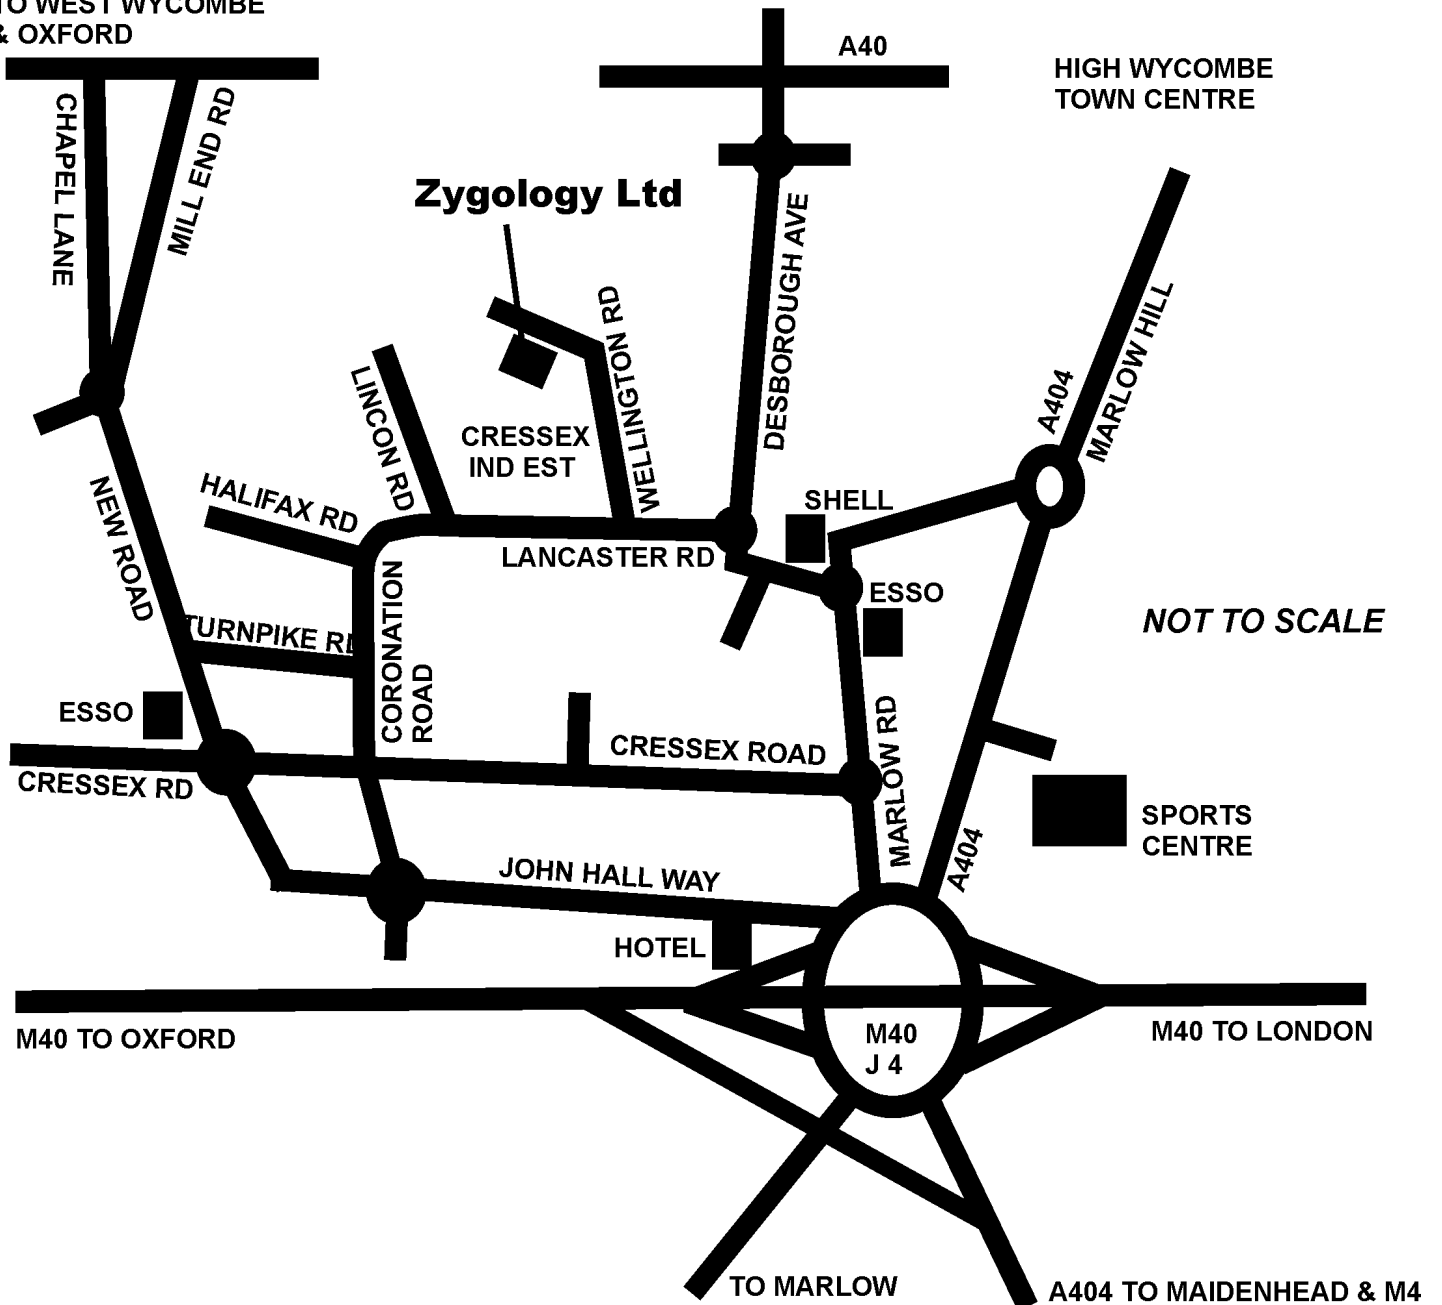 TO WEST WYCOMBE
& OXFORD
A40
HIGH WYCOMBE
TOWN CENTRE
CHAPEL LANE
MILL END RD
Zygology Ltd
DESBOROUGH AVE
WELLINGTON RD
MARLOW HILL
A404
LINCON RD
CRESSEX
IND EST
HALIFAX RD
NEW ROAD
SHELL
LANCASTER RD
ESSO
NOT TO SCALE
TURNPIKE RD
CORONATION
ROAD
ESSO
CRESSEX ROAD
MARLOW RD
CRESSEX RD
SPORTS
CENTRE
A404
JOHN HALL WAY
HOTEL
M40 TO OXFORD
M40
J 4
M40 TO LONDON
TO MARLOW
A404 TO MAIDENHEAD & M4